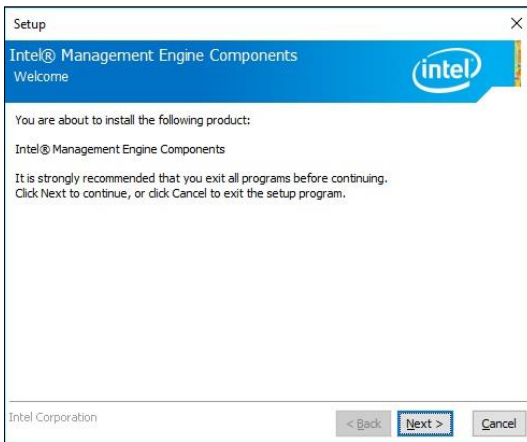 Setup
Intel® Management Engine Components
Welcome
intel
You are about to install the following product:
Intel® Management Engine Components
It is strongly recommended that you exit all programs before continuing.
Click Next to continue, or click Cancel to exit the setup program.
Intel Corporation
< Back Next > Cancel